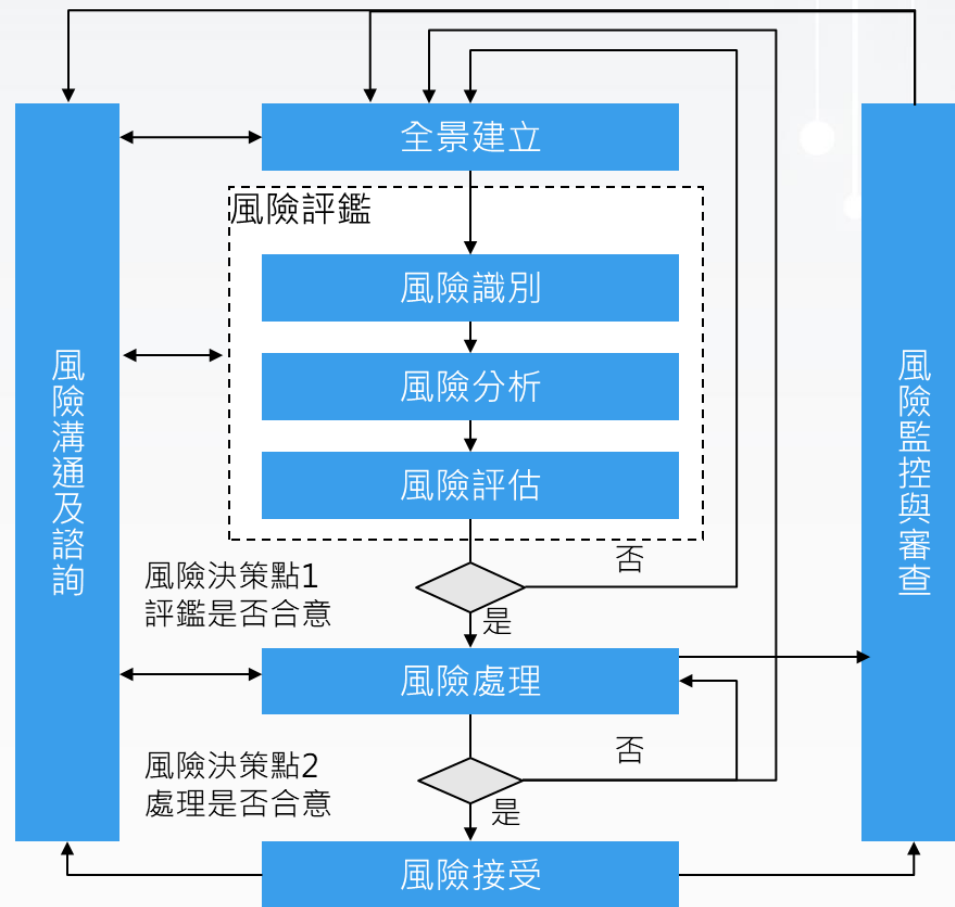 全景建立
風險評鑑
風險識別
風險分析
風險評估
風險溝通及諮詢
風險監控與審查
否
風險決策點1
評鑑是否合意
是
風險處理
否
風險決策點2
處理是否合意
是
風險接受